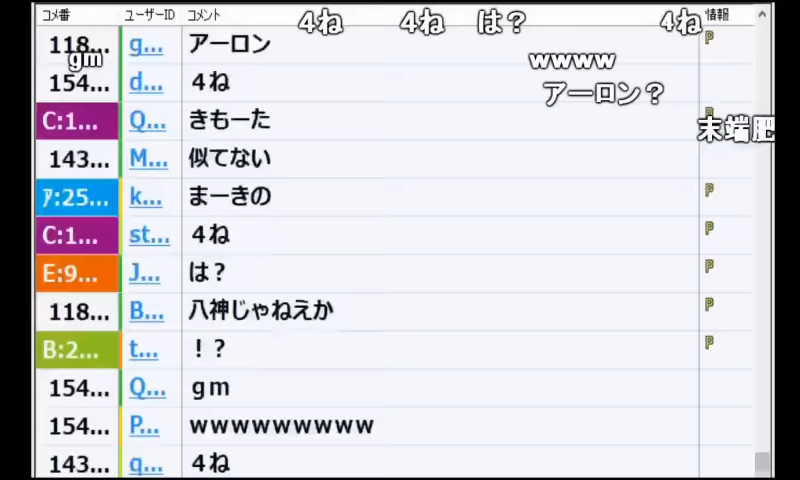 コメ番 ユーザーID コメント 情報
4ね 4ね は？ 4ね
118... g... アーロン P
gm
wwww
154... d... 4ね
アーロン？
C:1... Q... きもーた P
末端肥
143... M... 似てない
ｱ:25... k... まーきの P
C:1... st... 4ね P
E:9... J... は？ P
118... B... 八神じゃねえか P
B:2... t... ！？ P
154... Q... gm
154... P... wwwwwwwww
143... q... 4ね